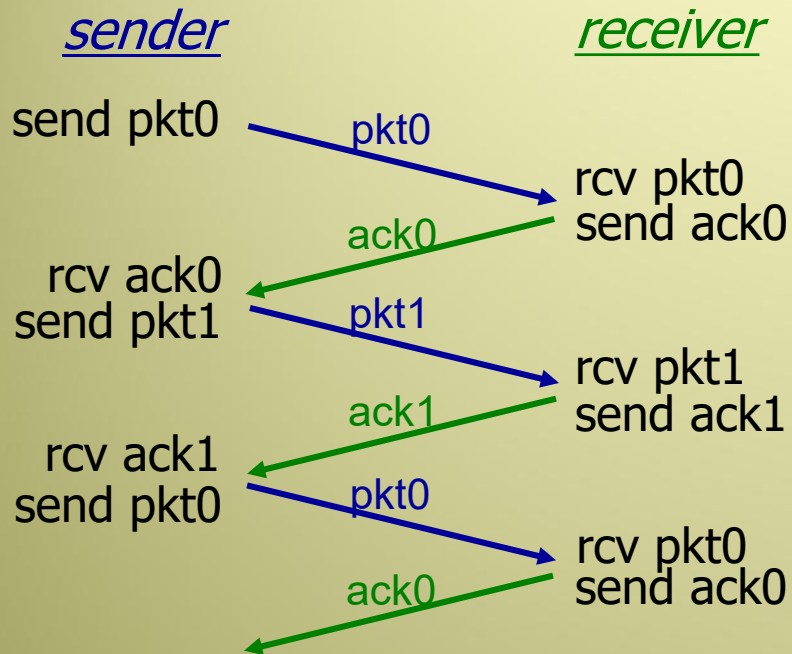 sender
receiver
send pkt0
pkt0
rcv pkt0
send ack0
ack0
rcv ack0
send pkt1
pkt1
rcv pkt1
send ack1
ack1
rcv ack1
send pkt0
pkt0
rcv pkt0
send ack0
ack0